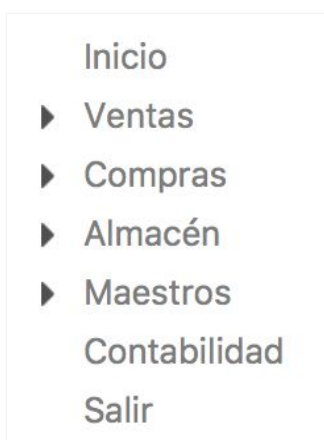 Inicio
Ventas
Compras
Almacén
Maestros
Contabilidad
Salir